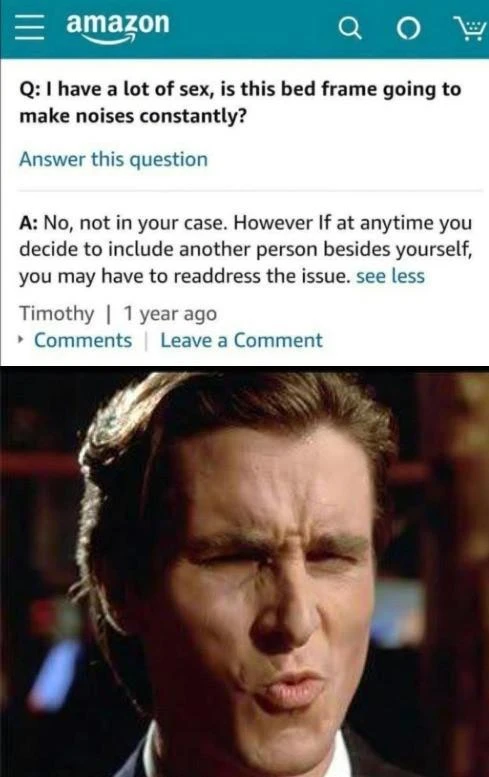 amazon
Q: I have a lot of sex, is this bed frame going to
make noises constantly?
Answer this question
A: No, not in your case. However If at anytime you
decide to include another person besides yourself,
you may have to readdress the issue. see less
Timothy | 1 year ago
Comments | Leave a Comment